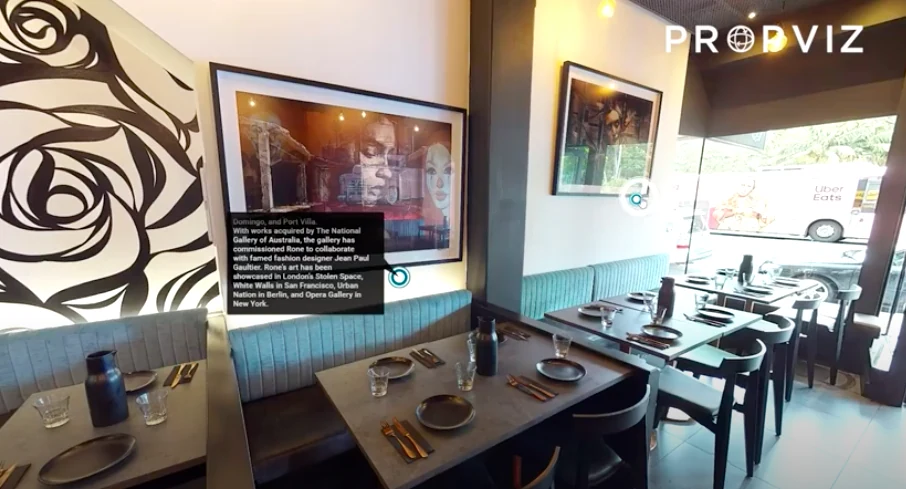 PROPVIZ
Uber
Eats
Domingo, and Port Villa.
With works acquired by The National
Gallery of Australia, the gallery has
commissioned Rone to collaborate
with famed fashion designer Jean Paul
Gaultier. Rone's art has been
showcased in London's Stolen Space,
White Walls in San Francisco, Urban
Nation in Berlin, and Opera Gallery in
New York.